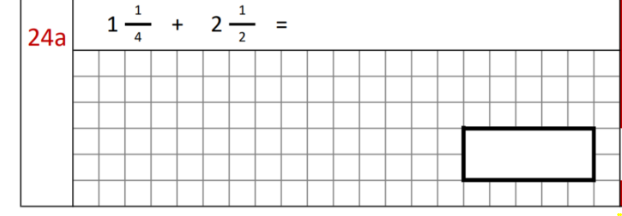 24a 1 1/4 + 2 1/2 =